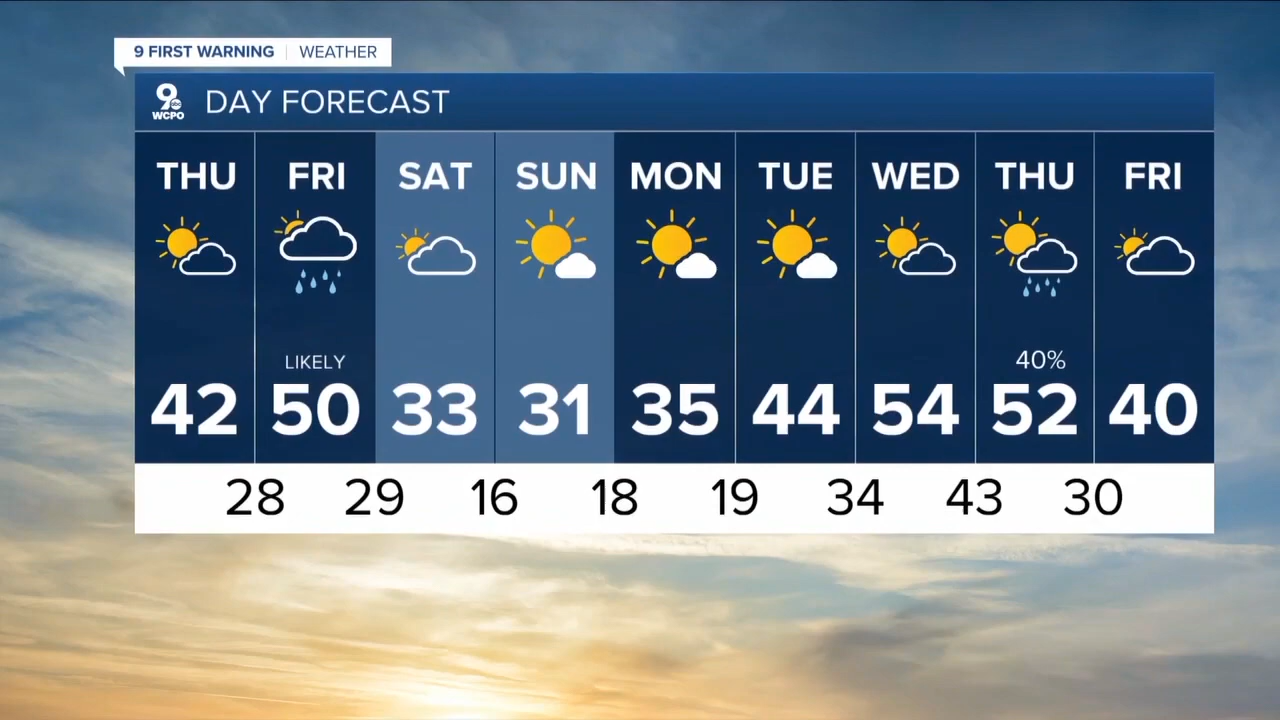 9 FIRST WARNING | WEATHER
9 abc
WCPO
DAY FORECAST
THU FRI SAT SUN MON TUE WED THU FRI
LIKELY 40%
42 50 33 31 35 44 54 52 40
28 29 16 18 19 34 43 30